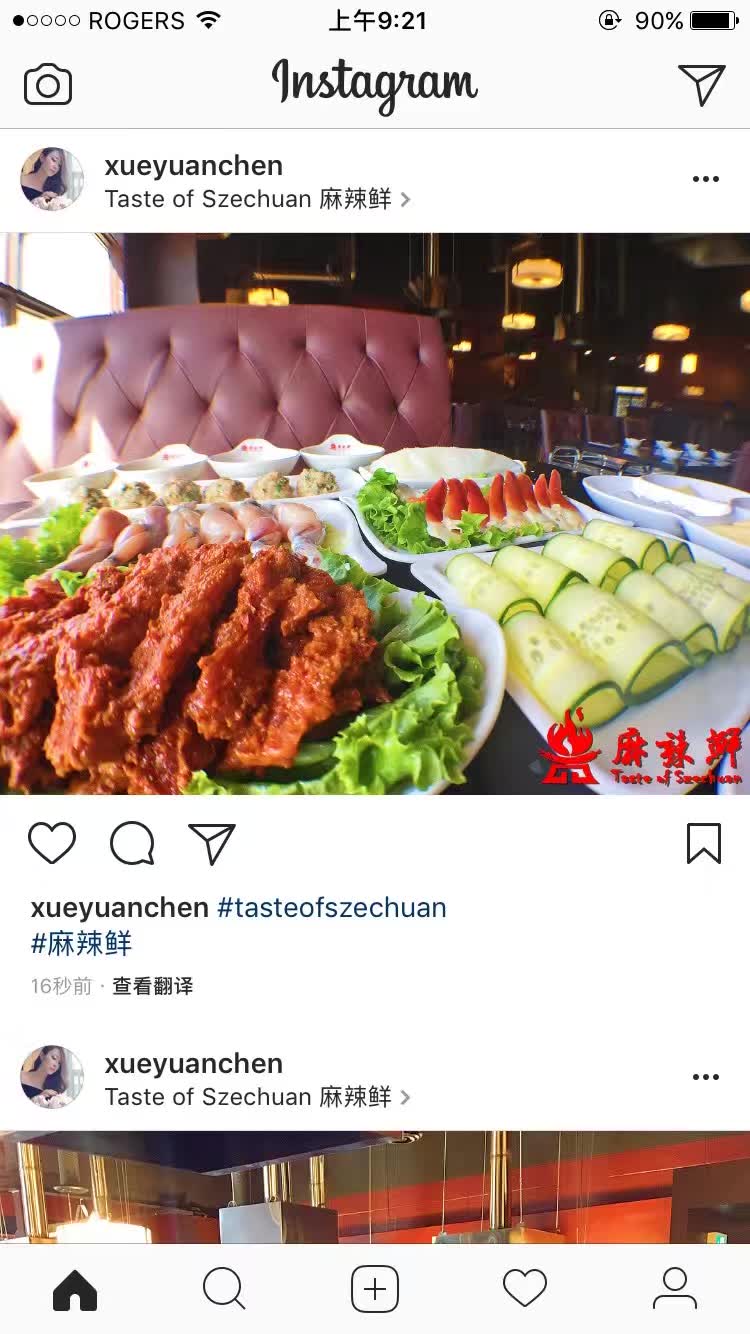 ROGERS 上午9:21 90%
Instagram
xueyuanchen
Taste of Szechuan 麻辣鲜
麻辣鲜
Taste of Szechuan
xueyuanchen #tasteofszechuan
#麻辣鲜
16秒前 · 查看翻译
xueyuanchen
Taste of Szechuan 麻辣鲜